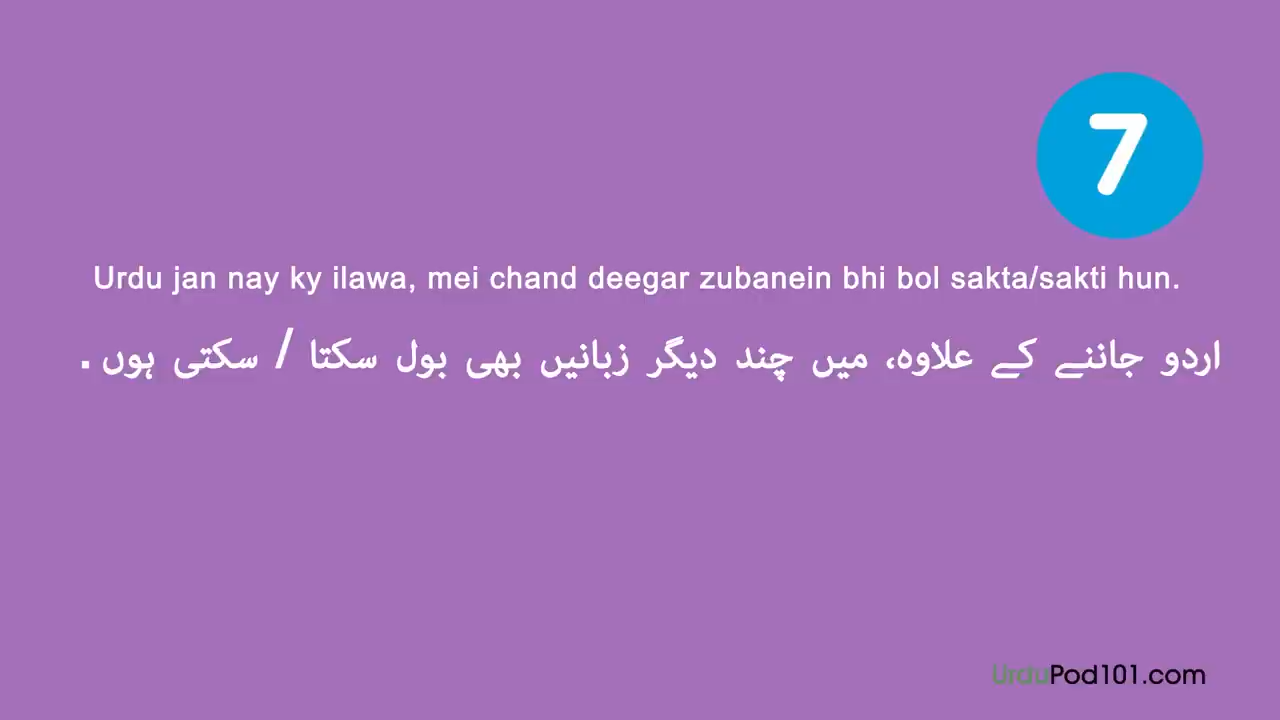 7
Urdu jan nay ky ilawa, mei chand deegar zubanein bhi bol sakta/sakti hun.
اردو جاننے کے علاوہ، میں چند دیگر زبانیں بھی بول سکتا / سکتی ہوں .
UrduPod101.com